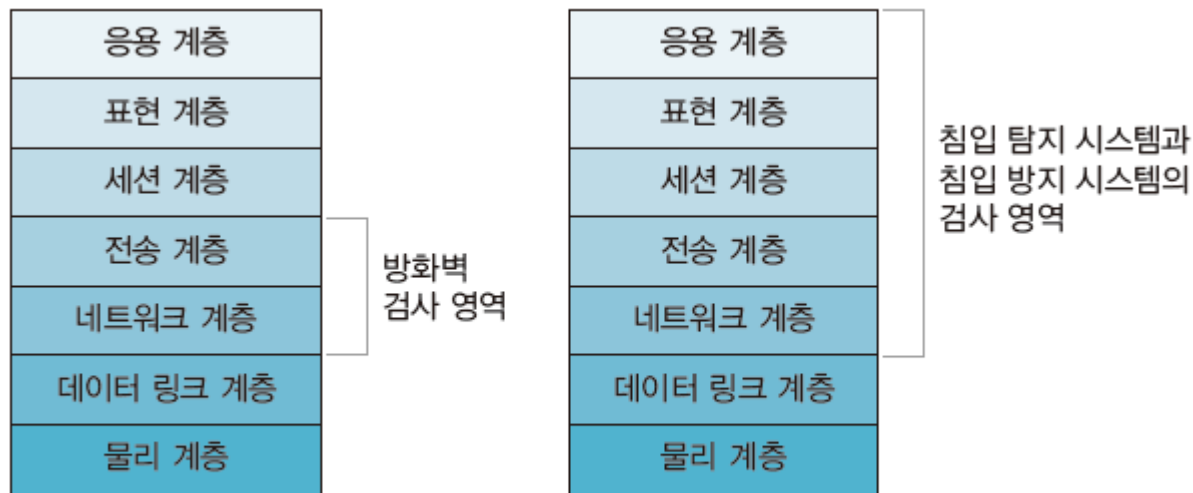 응용 계층
표현 계층
세션 계층
전송 계층
네트워크 계층
데이터 링크 계층
물리 계층
방화벽
검사 영역
응용 계층
표현 계층
세션 계층
전송 계층
네트워크 계층
데이터 링크 계층
물리 계층
침입 탐지 시스템과
침입 방지 시스템의
검사 영역